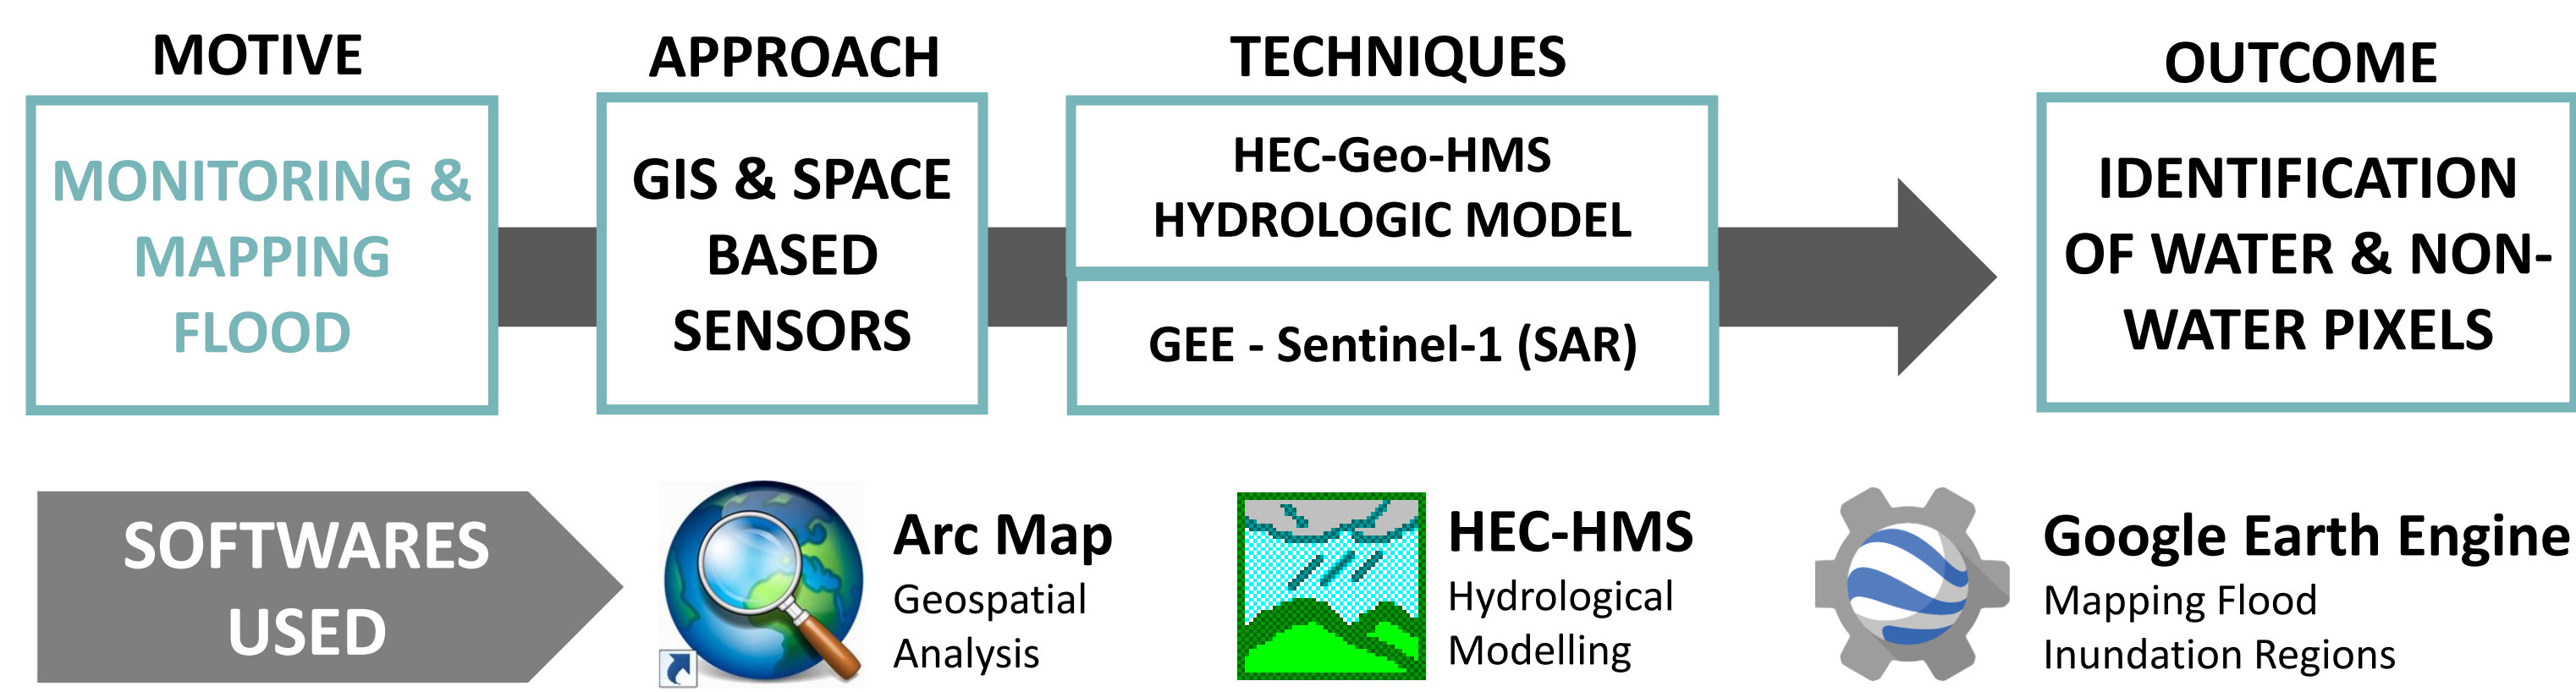 MOTIVE
MONITORING &
MAPPING
FLOOD
APPROACH
GIS & SPACE
BASED
SENSORS
TECHNIQUES
HEC-Geo-HMS
HYDROLOGIC MODEL
GEE - Sentinel-1 (SAR)
OUTCOME
IDENTIFICATION
OF WATER & NON-
WATER PIXELS
SOFTWARES
USED
Arc Map
Geospatial
Analysis
HEC-HMS
Hydrological
Modelling
Google Earth Engine
Mapping Flood
Inundation Regions